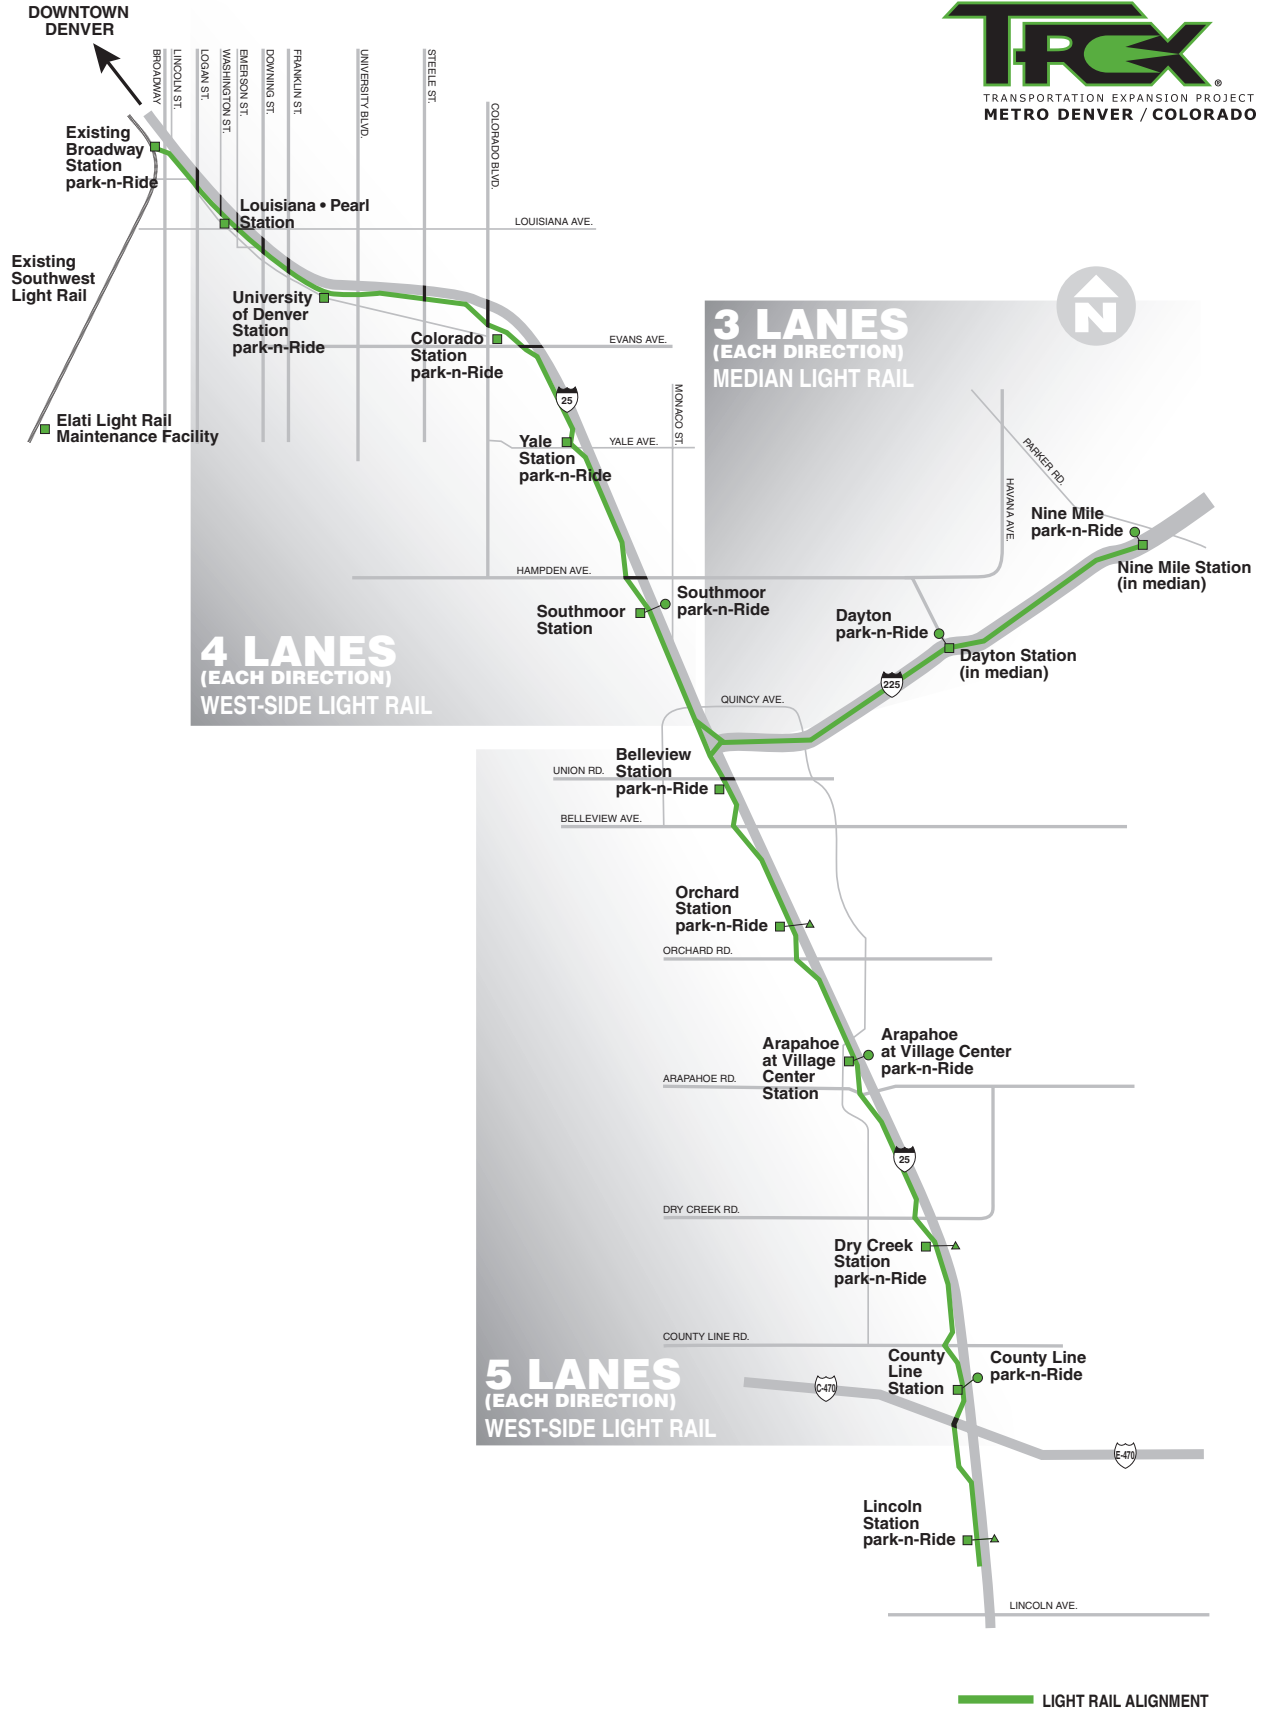 DOWNTOWN
DENVER
T-REX
®
TRANSPORTATION EXPANSION PROJECT
METRO DENVER / COLORADO
BROADWAY
LINCOLN ST.
LOGAN ST.
WASHINGTON ST.
EMERSON ST.
DOWNING ST.
FRANKLIN ST.
UNIVERSITY BLVD.
STEELE ST.
COLORADO BLVD.
Existing
Broadway
Station
park-n-Ride
Louisiana • Pearl
Station
LOUISIANA AVE.
Existing
Southwest
Light Rail
University
of Denver
Station
park-n-Ride
Colorado
Station
park-n-Ride
EVANS AVE.
3 LANES
(EACH DIRECTION)
MEDIAN LIGHT RAIL
N
25
MONACO ST.
Elati Light Rail
Maintenance Facility
Yale
Station
park-n-Ride
YALE AVE.
PARKER RD.
HAVANA AVE.
Nine Mile
park-n-Ride
Nine Mile Station
(in median)
HAMPDEN AVE.
Southmoor
Station
Southmoor
park-n-Ride
Dayton
park-n-Ride
Dayton Station
(in median)
225
4 LANES
(EACH DIRECTION)
WEST-SIDE LIGHT RAIL
QUINCY AVE.
Belleview
Station
park-n-Ride
UNION RD.
BELLEVIEW AVE.
Orchard
Station
park-n-Ride
ORCHARD RD.
Arapahoe
at Village
Center
Station
Arapahoe
at Village Center
park-n-Ride
ARAPAHOE RD.
25
DRY CREEK RD.
Dry Creek
Station
park-n-Ride
COUNTY LINE RD.
County
Line
Station
County Line
park-n-Ride
5 LANES
(EACH DIRECTION)
WEST-SIDE LIGHT RAIL
C-470
E-470
Lincoln
Station
park-n-Ride
LINCOLN AVE.
LIGHT RAIL ALIGNMENT